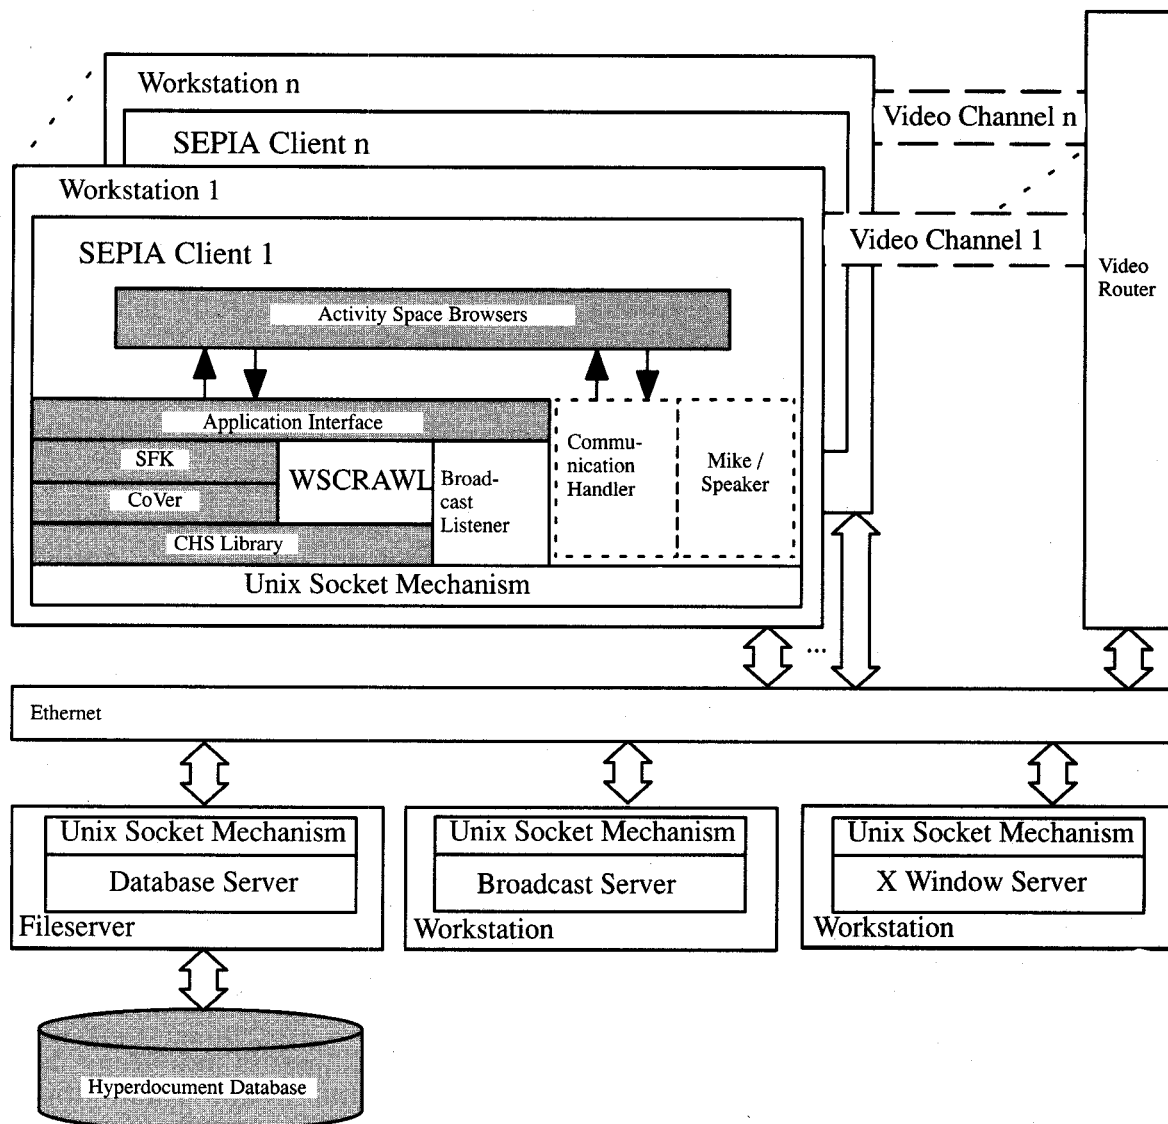 Workstation n
Video Channel n
SEPIA Client n
Workstation 1
SEPIA Client 1
Video Channel 1
Video
Router
Activity Space Browsers
Application Interface
SFK
CoVer
WSCRAWL
Broad-
cast
Listener
Commu-
nication
Handler
Mike /
Speaker
CHS Library
Unix Socket Mechanism
...
Ethernet
Unix Socket Mechanism
Database Server
Fileserver
Unix Socket Mechanism
Broadcast Server
Workstation
Unix Socket Mechanism
X Window Server
Workstation
Hyperdocument Database